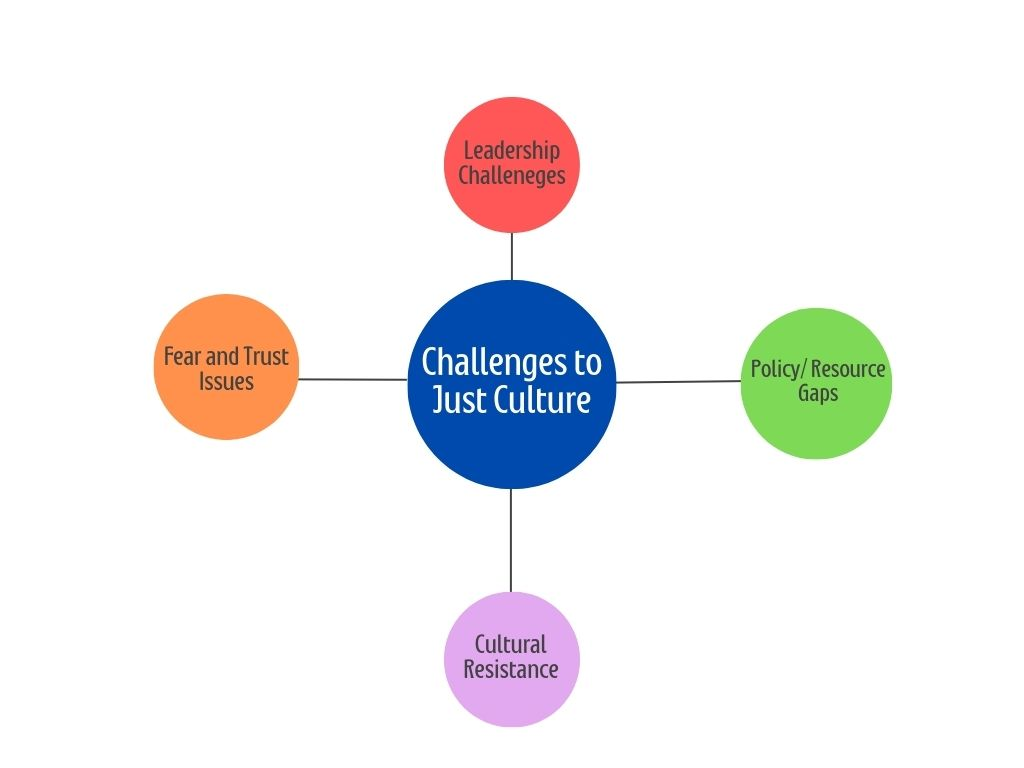 Leadership
Challeneges
Fear and Trust
Issues
Challenges to
Just Culture
Policy/ Resource
Gaps
Cultural
Resistance